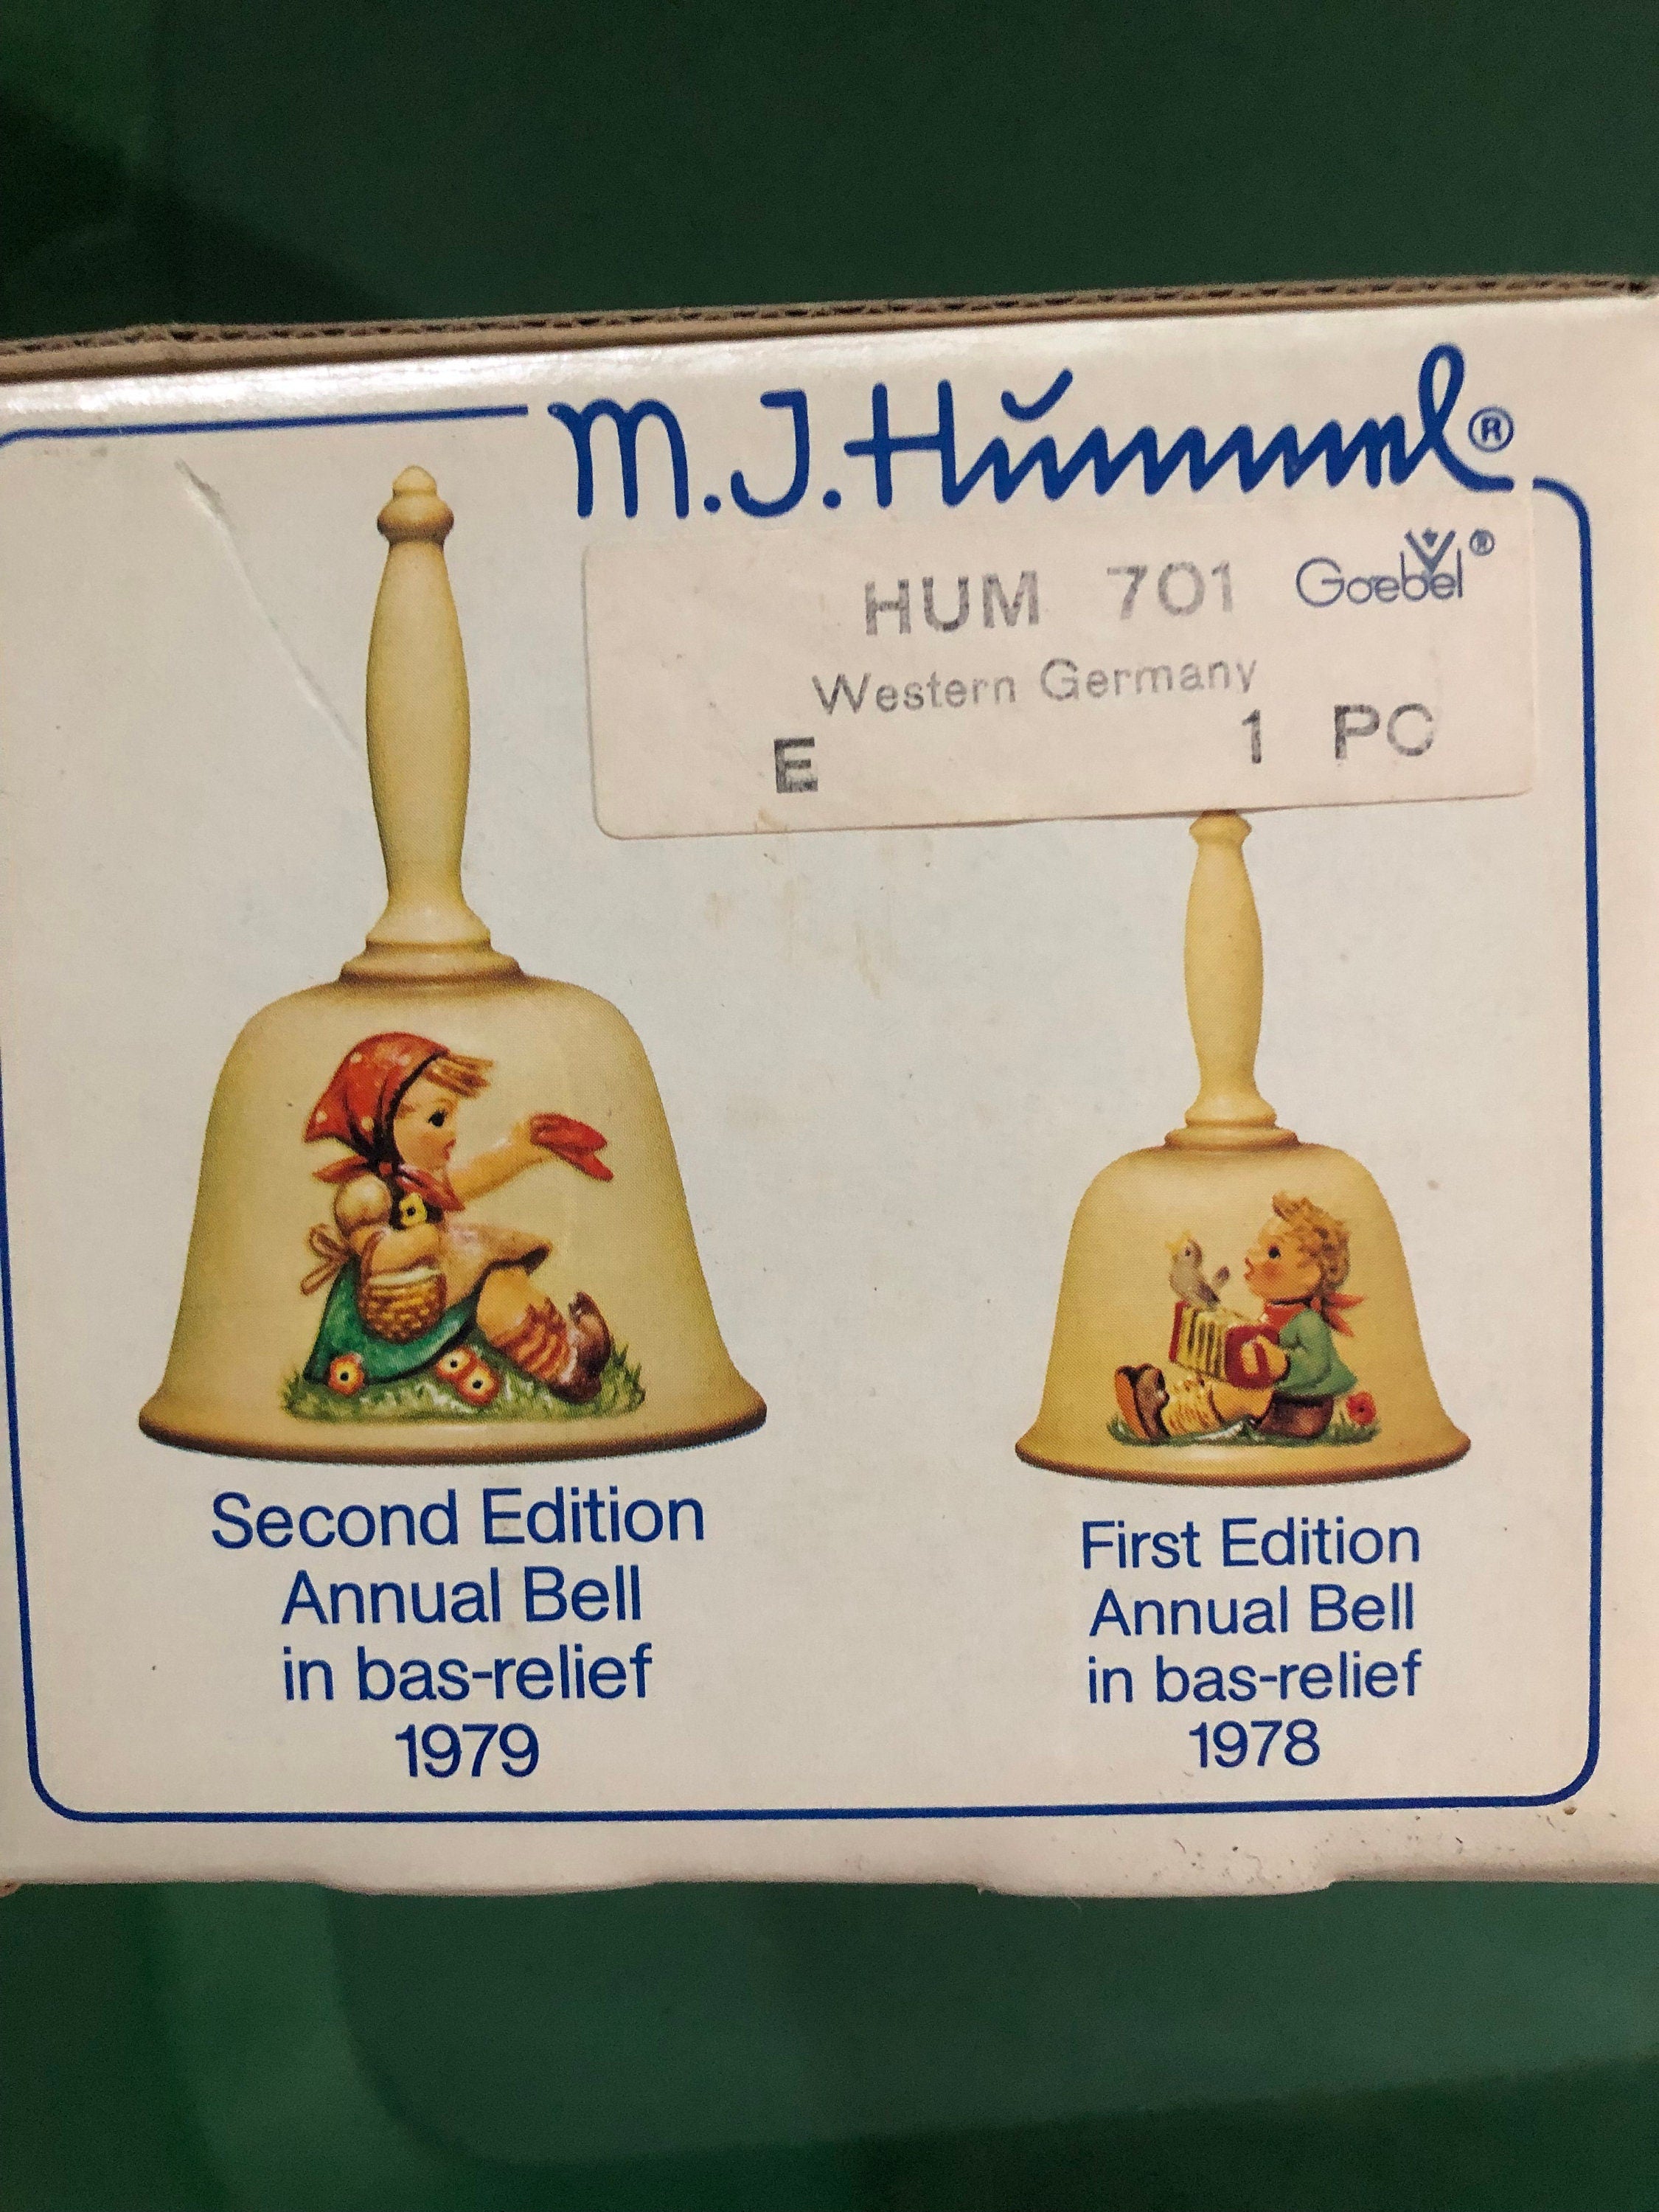 M.J. Hummel®
Goebel®
HUM 701
Western Germany
E 1 PC
Second Edition
Annual Bell
in bas-relief
1979
First Edition
Annual Bell
in bas-relief
1978